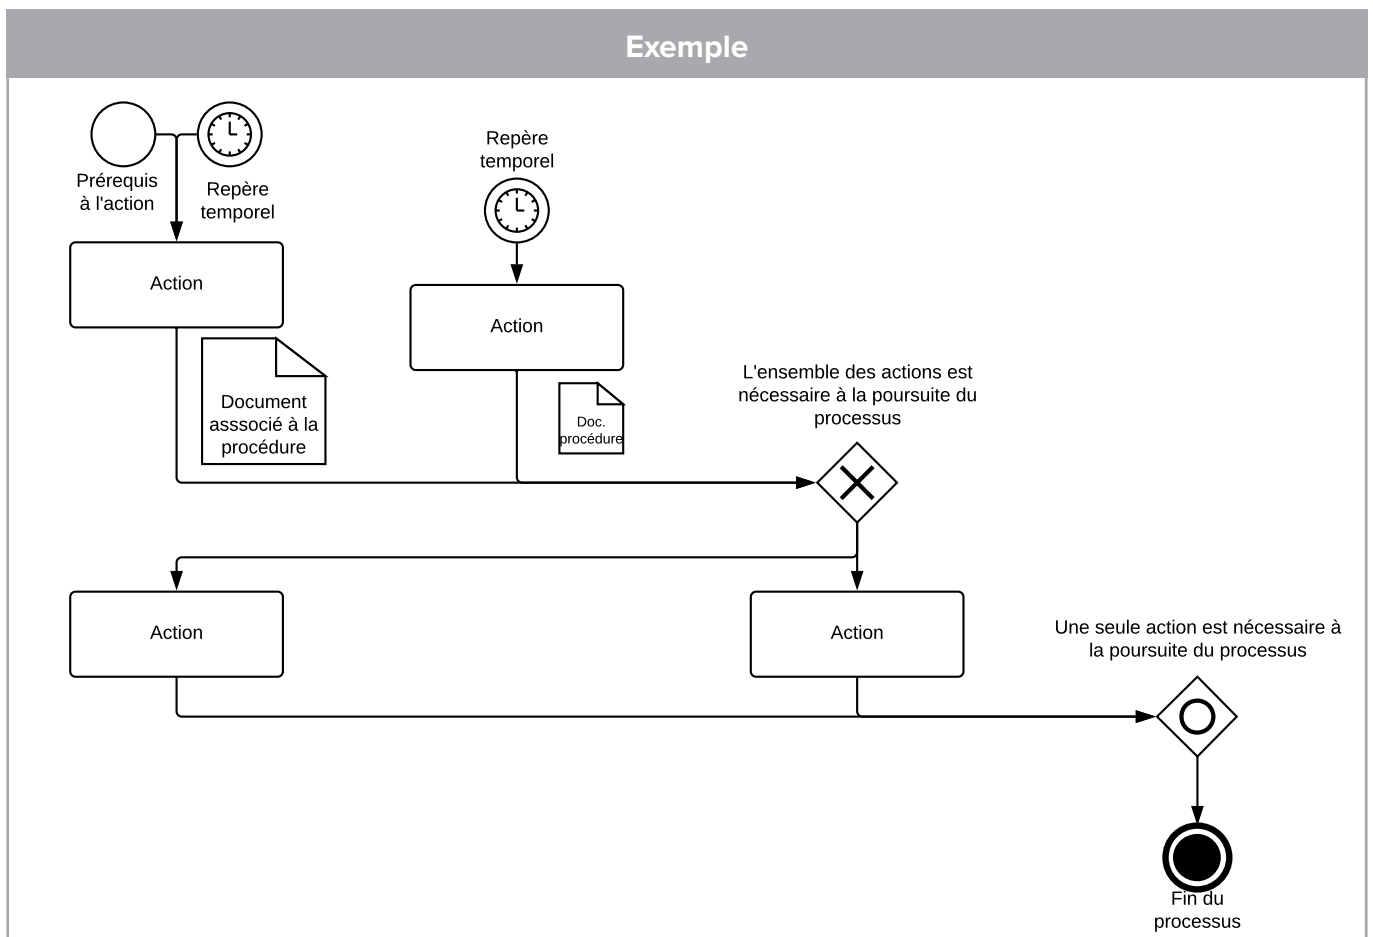 Exemple
Prérequis
à l'action
Repère
temporel
Repère
temporel
Action
Action
Document
asssocié à la
procédure
Doc.
procédure
L'ensemble des actions est
nécessaire à la poursuite du
processus
Action
Action
Une seule action est nécessaire à
la poursuite du processus
Fin du
processus